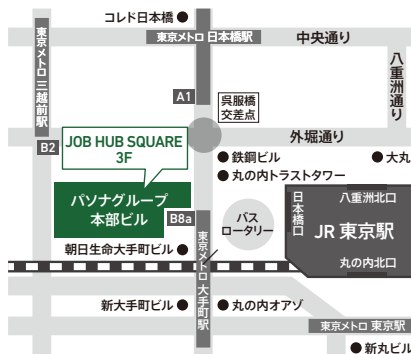 コレド日本橋
東京メトロ 日本橋駅
中央通り
東京メトロ 三越前駅
八重洲通り
A1
呉服橋
交差点
外堀通り
B2
JOB HUB SQUARE
3F
鉄鋼ビル
大丸
丸の内トラストタワー
パソナグループ
本部ビル
日本橋口
八重洲北口
B8a
バス
ロータリー
JR 東京駅
朝日生命大手町ビル
東京メトロ 大手町駅
丸の内北口
新大手町ビル
丸の内オアゾ
東京メトロ 東京駅
新丸ビル